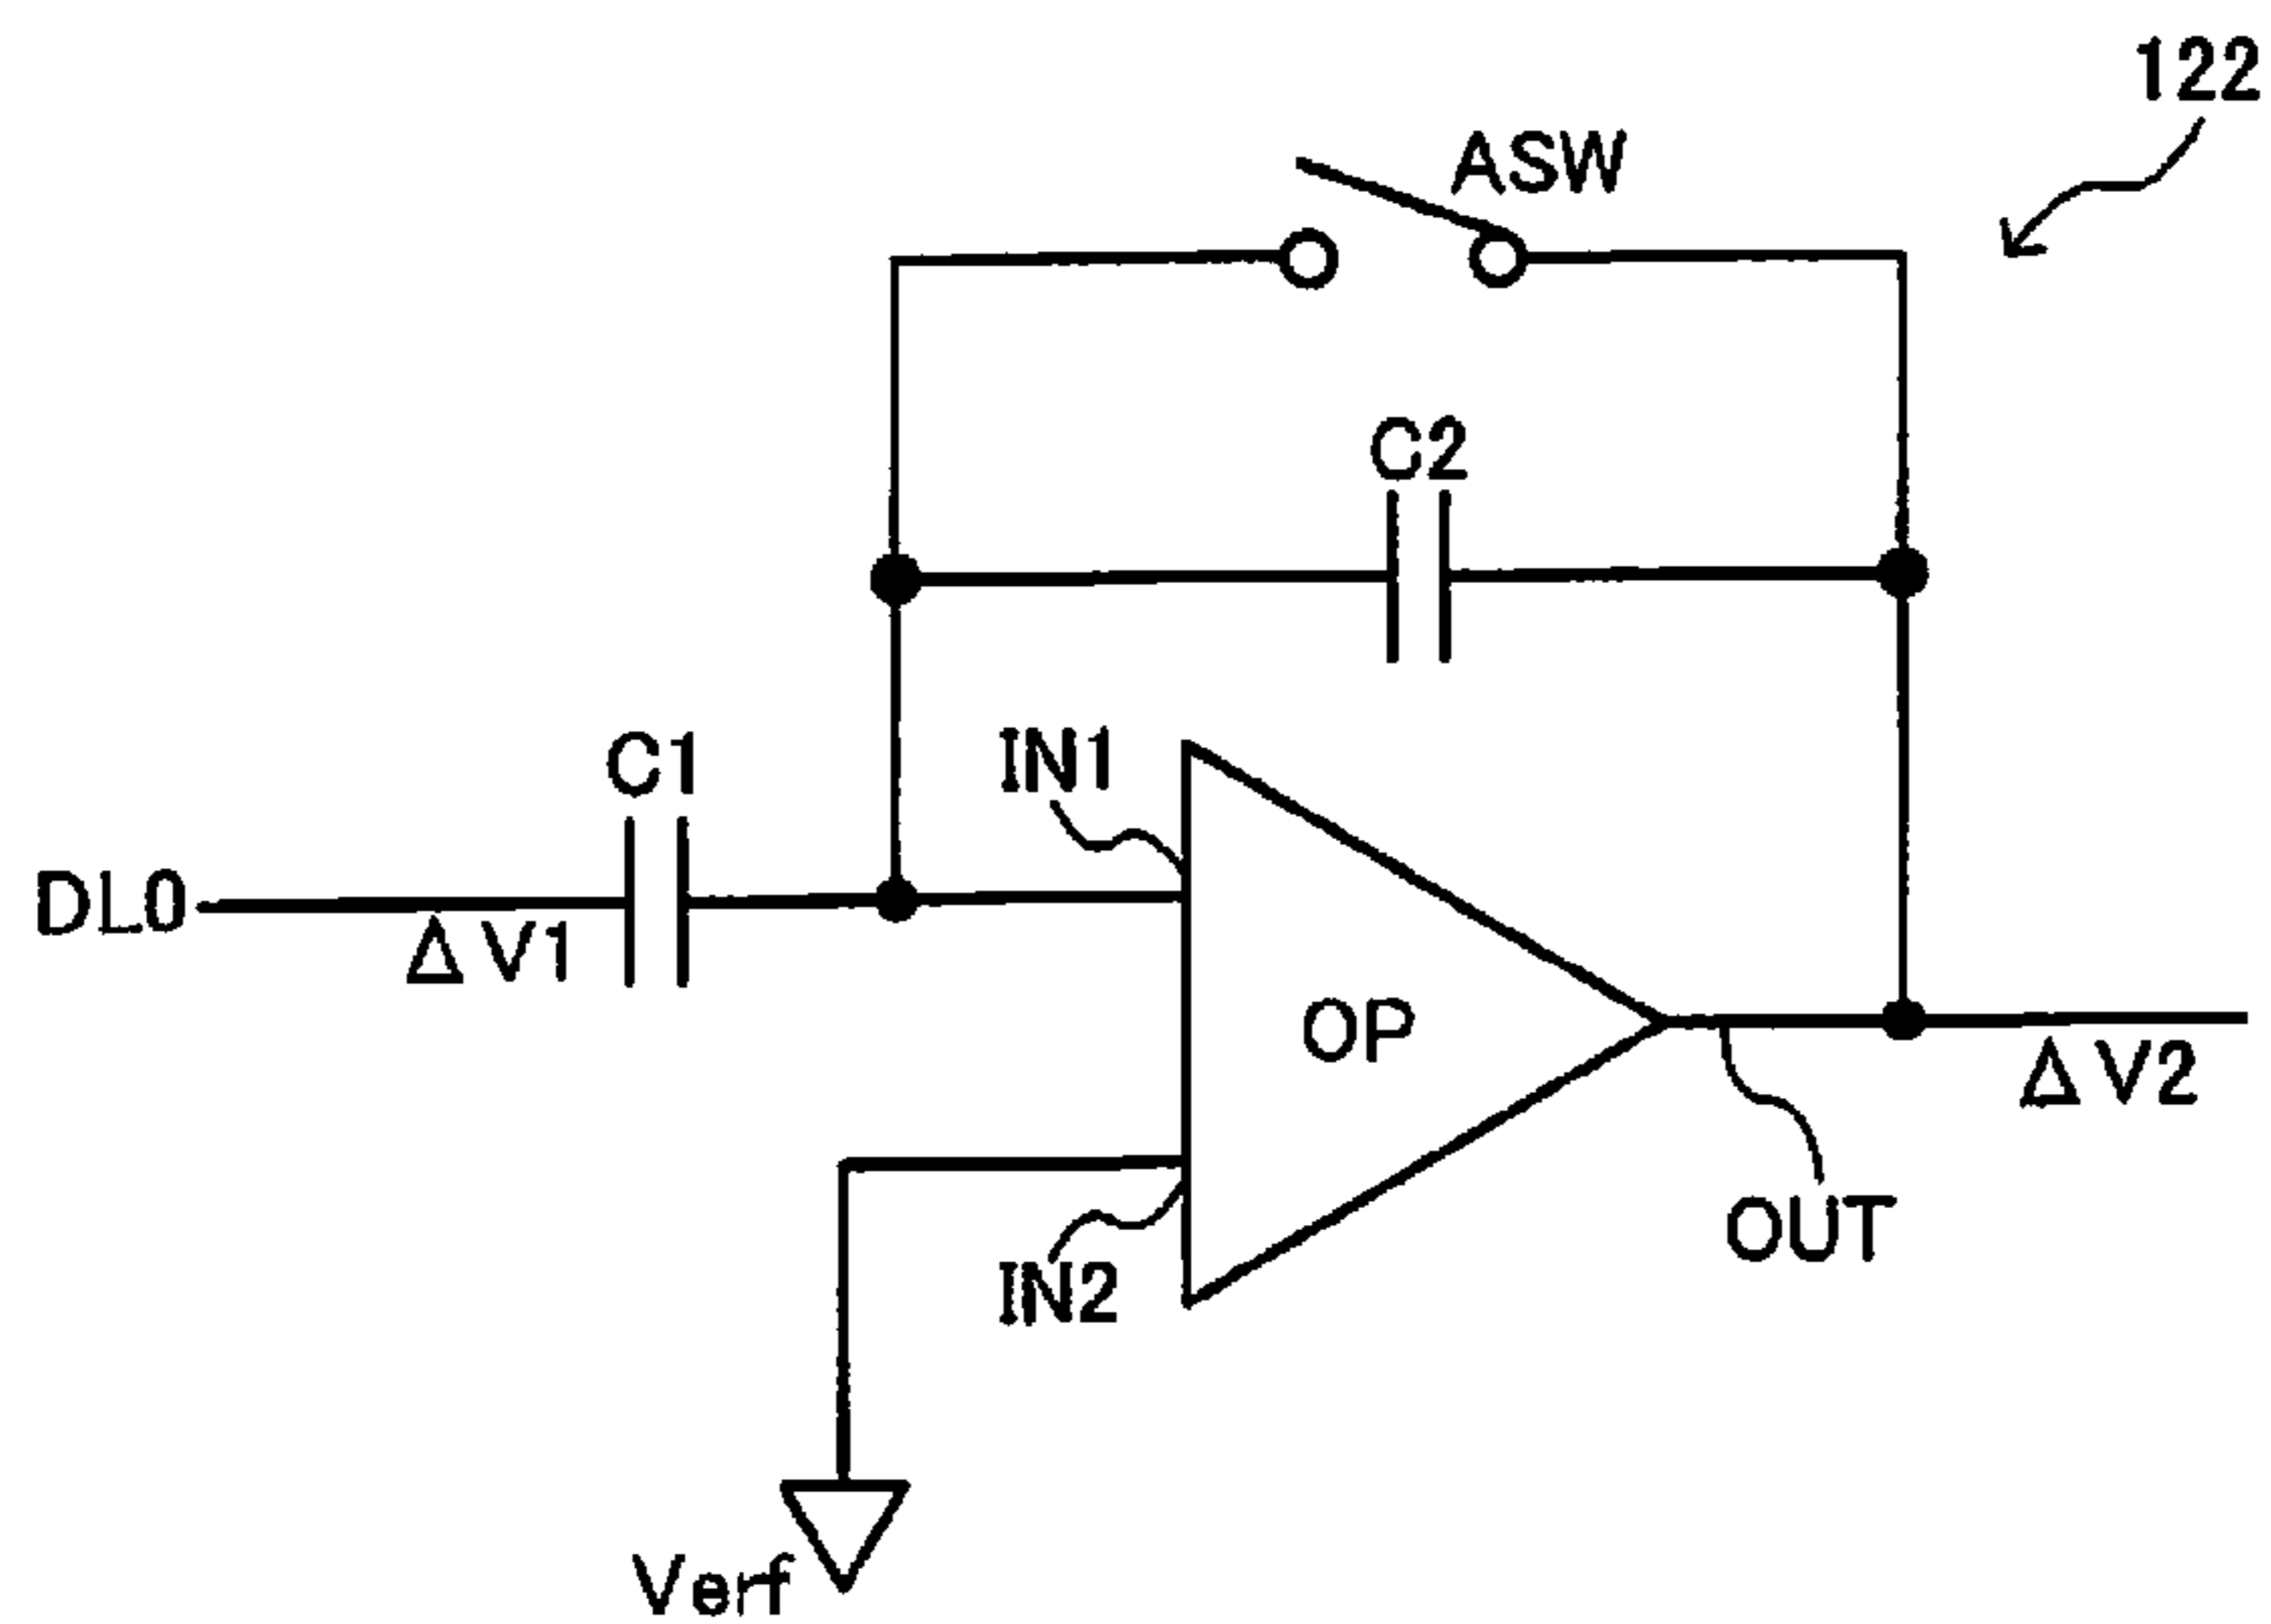 122
ASW
C2
C1
IN1
DL0
ΔV1
OP
ΔV2
OUT
IN2
Verf